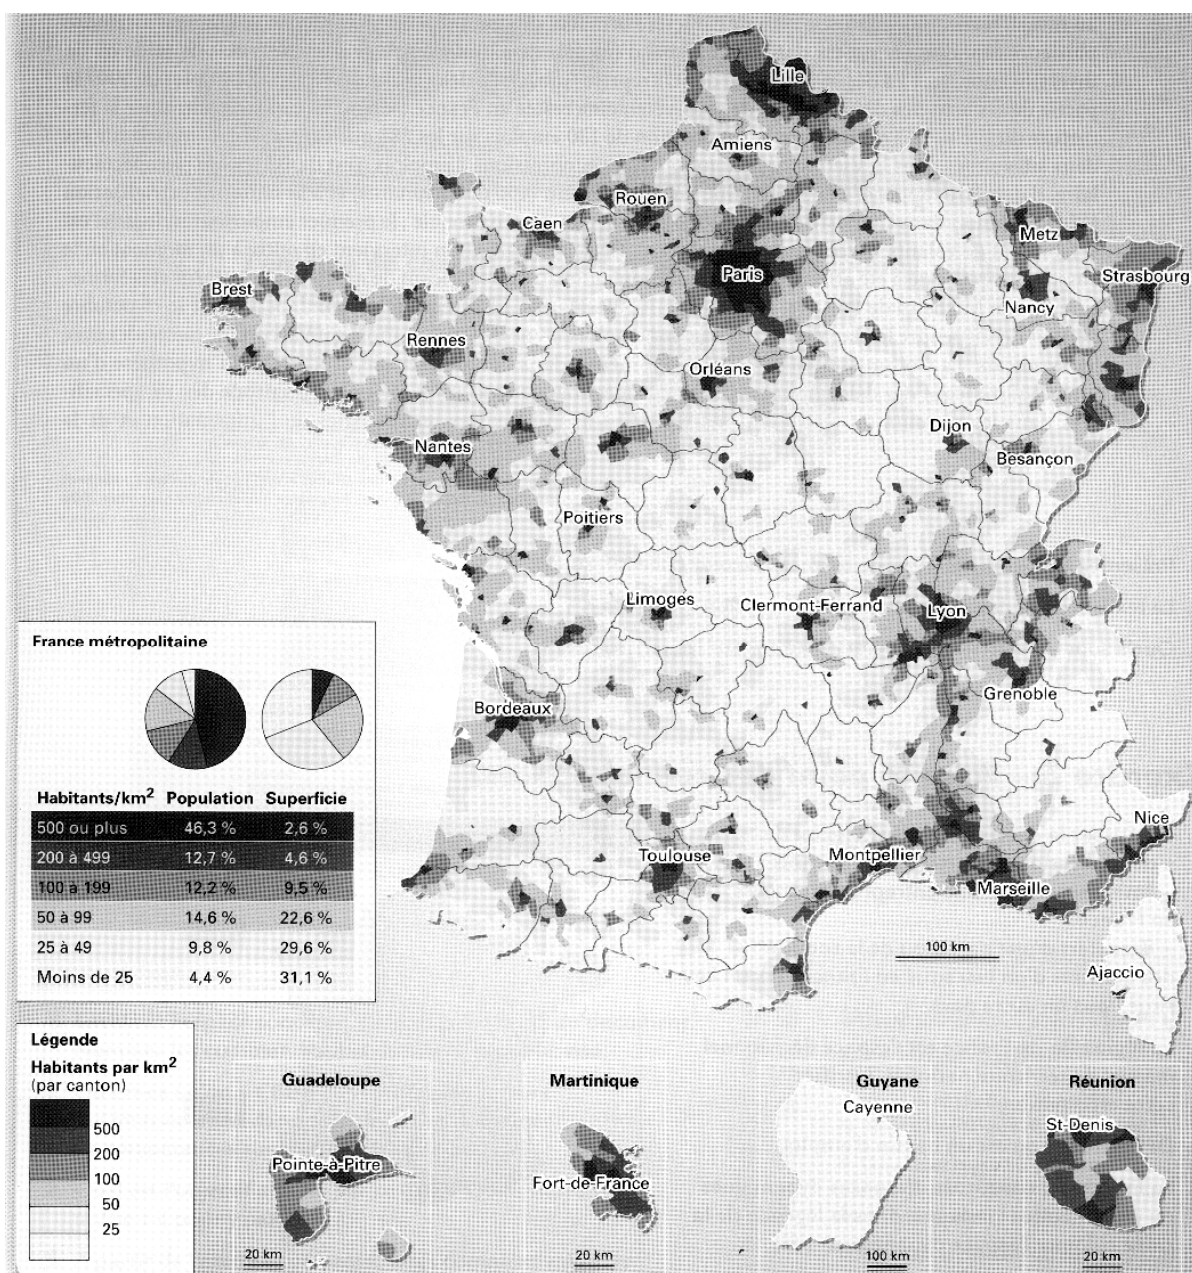 Lille
Amiens
Rouen
Caen
Metz
Paris
Strasbourg
Brest
Nancy
Rennes
Orléans
Dijon
Nantes
Besançon
Poitiers
Limoges
Clermont-Ferrand
Lyon
Grenoble
Bordeaux
Nice
Toulouse
Montpellier
Marseille
100 km
Ajaccio
France métropolitaine
Habitants/km² Population Superficie
500 ou plus 46,3 % 2,6 %
200 à 499 12,7 % 4,6 %
100 à 199 12,2 % 9,5 %
50 à 99 14,6 % 22,6 %
25 à 49 9,8 % 29,6 %
Moins de 25 4,4 % 31,1 %
Légende
Habitants par km²
(par canton)
500
200
100
50
25
Guadeloupe
Pointe-à-Pitre
20 km
Martinique
Fort-de-France
20 km
Guyane
Cayenne
100 km
Réunion
St-Denis
20 km